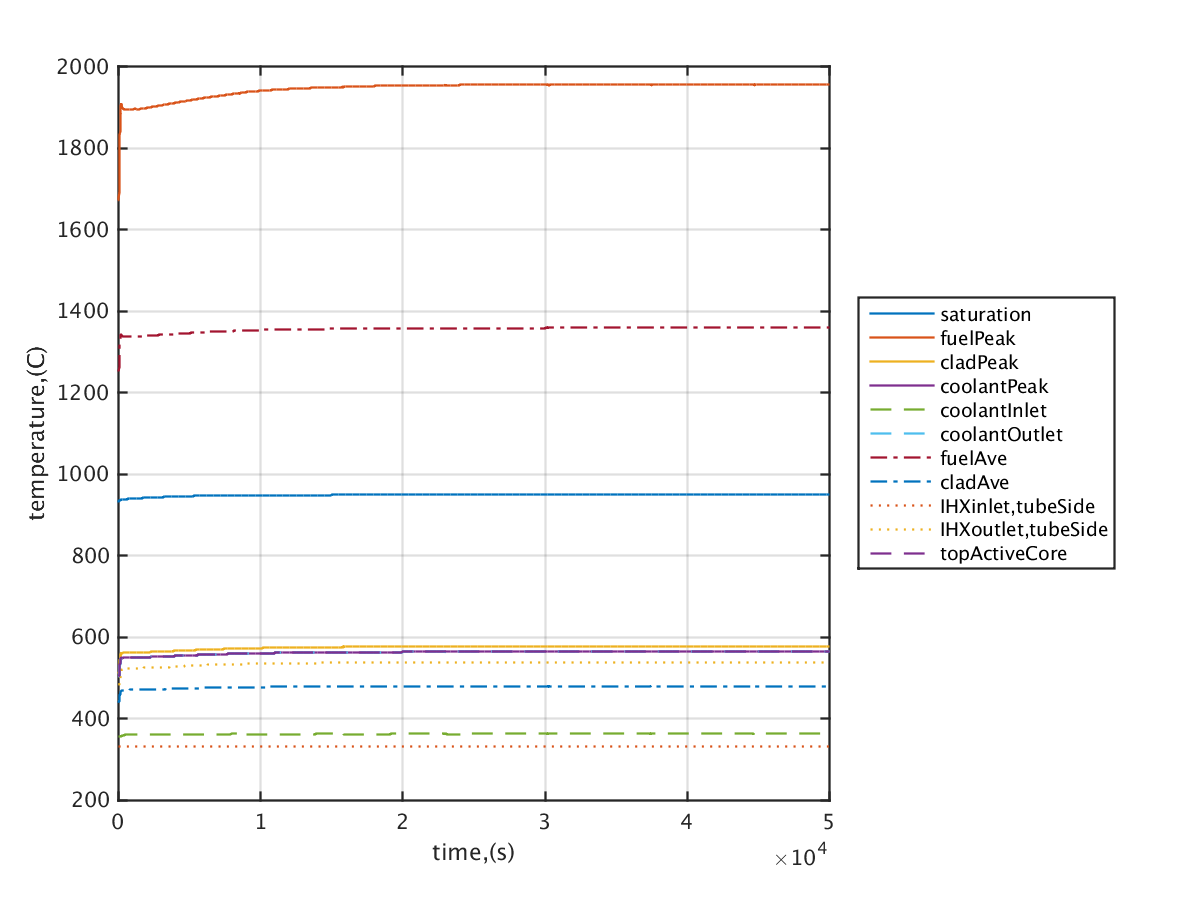 2000
1800
1600
1400
1200
1000
800
600
400
200
temperature,(C)
0 1 2 3 4 5
time,(s)
×10^4
saturation
fuelPeak
cladPeak
coolantPeak
coolantInlet
coolantOutlet
fuelAve
cladAve
IHXinlet,tubeSide
IHXoutlet,tubeSide
topActiveCore